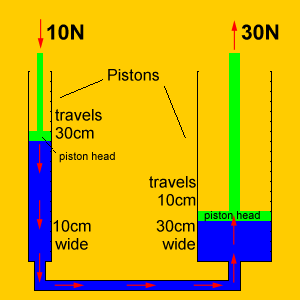 10N
30N
Pistons
travels
30cm
piston head
travels
10cm
piston head
10cm
wide
30cm
wide